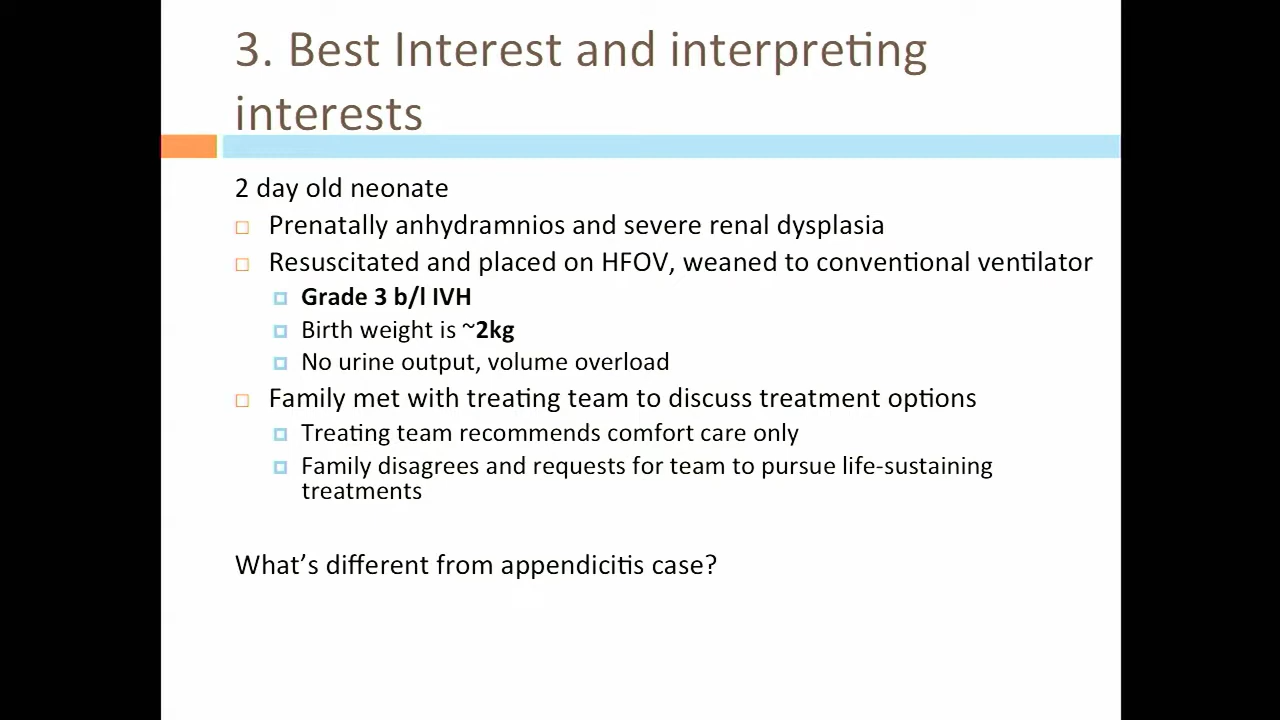 3. Best Interest and interpreting
interests
2 day old neonate
Prenatally anhydramnios and severe renal dysplasia
Resuscitated and placed on HFOV, weaned to conventional ventilator
Grade 3 b/l IVH
Birth weight is ~2kg
No urine output, volume overload
Family met with treating team to discuss treatment options
Treating team recommends comfort care only
Family disagrees and requests for team to pursue life-sustaining
treatments
What’s different from appendicitis case?